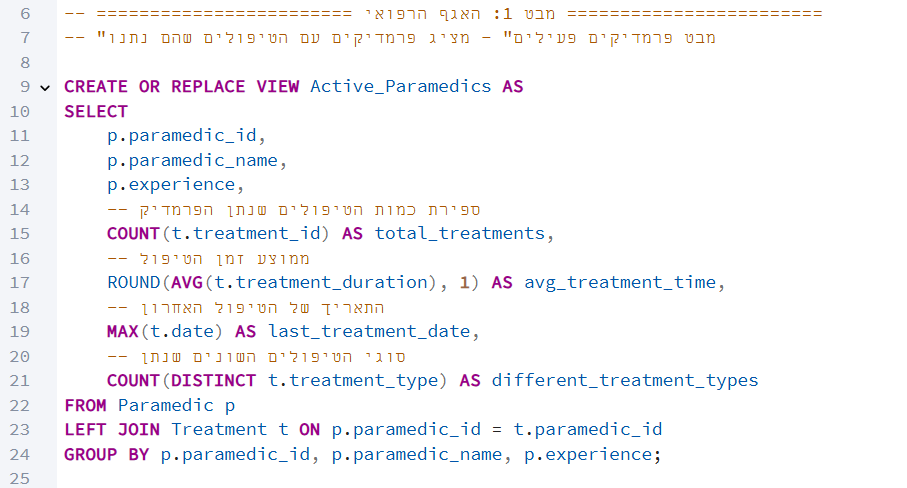 6 -- ======================== מבט 1: האגף הרפואי ========================
7 -- "מבט פרמדיקים פעילים" - מציג פרמדיקים עם הטיפולים שהם נתנו
8
9 CREATE OR REPLACE VIEW Active_Paramedics AS
10 SELECT
11 p.paramedic_id,
12 p.paramedic_name,
13 p.experience,
14 -- ספירת כמות הטיפולים שנתן הפרמדיק
15 COUNT(t.treatment_id) AS total_treatments,
16 -- ממוצע זמן הטיפול
17 ROUND(AVG(t.treatment_duration), 1) AS avg_treatment_time,
18 -- התאריך של הטיפול האחרון
19 MAX(t.date) AS last_treatment_date,
20 -- סוגי הטיפולים השונים שנתן
21 COUNT(DISTINCT t.treatment_type) AS different_treatment_types
22 FROM Paramedic p
23 LEFT JOIN Treatment t ON p.paramedic_id = t.paramedic_id
24 GROUP BY p.paramedic_id, p.paramedic_name, p.experience;
25